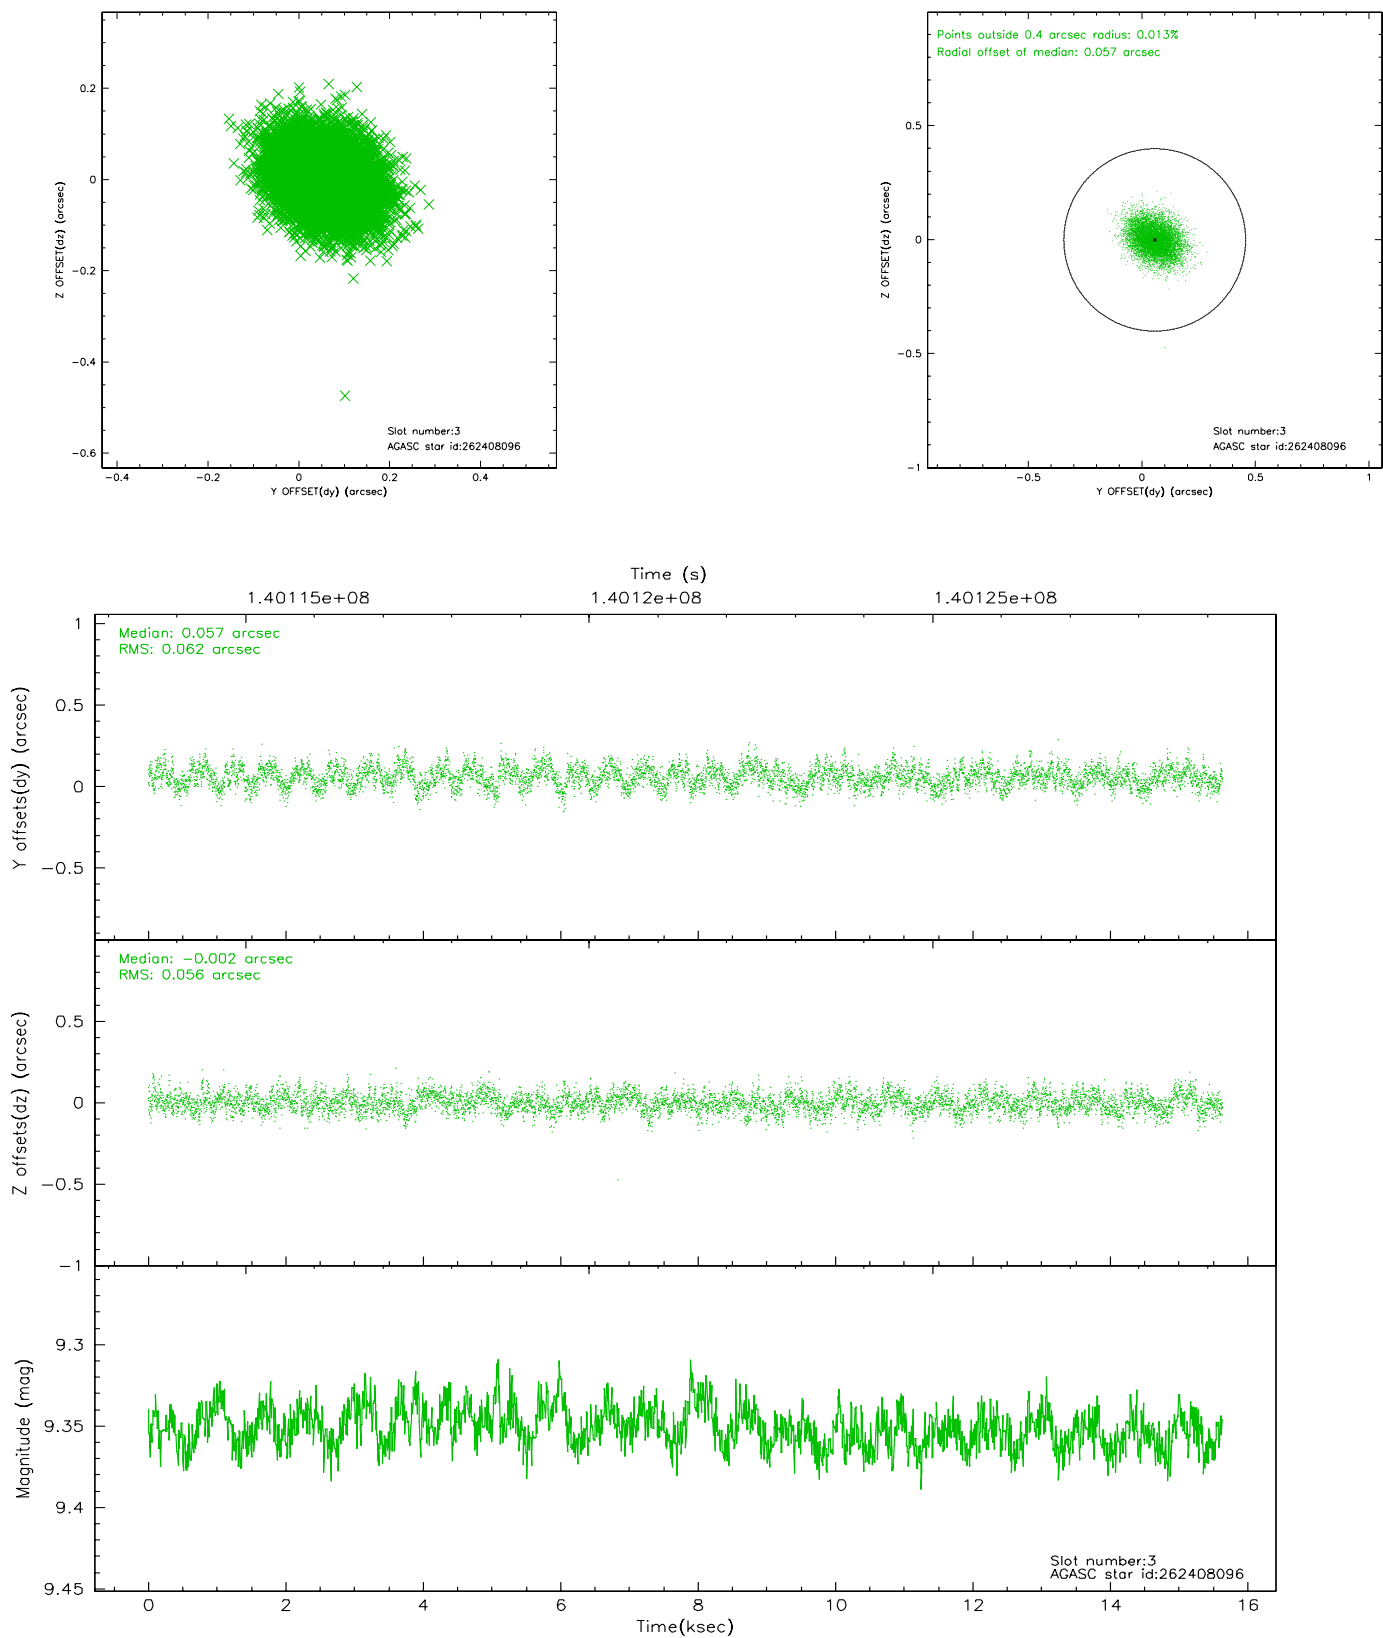 0.2
0
−0.2
−0.4
−0.6
Z OFFSET(dz) (arcsec)
Slot number:3
AGASC star id:262408096
−0.4
−0.2
0
0.2
0.4
Y OFFSET(dy) (arcsec)
Points outside 0.4 arcsec radius: 0.013%
Radial offset of median: 0.057 arcsec
0.5
0
−0.5
−1
Z OFFSET(dz) (arcsec)
Slot number:3
AGASC star id:262408096
−0.5
0
0.5
1
Y OFFSET(dy) (arcsec)
Time (s)
1.40115e+08
1.4012e+08
1.40125e+08
Median: 0.057 arcsec
RMS: 0.062 arcsec
1
0.5
0
−0.5
Y offsets(dy) (arcsec)
Median: −0.002 arcsec
RMS: 0.056 arcsec
0.5
0
−0.5
−1
Z offsets(dz) (arcsec)
9.3
9.35
9.4
9.45
Magnitude (mag)
Slot number:3
AGASC star id:262408096
0
2
4
6
8
10
12
14
16
Time(ksec)